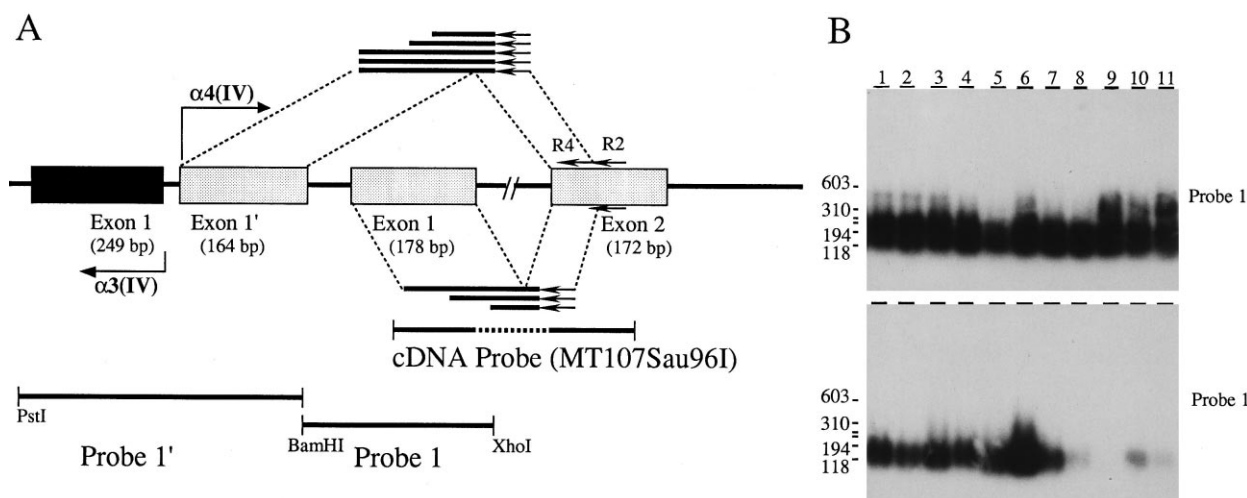 A
α4(IV)
R4 R2
Exon 1
(249 bp)
Exon 1'
(164 bp)
Exon 1
(178 bp)
Exon 2
(172 bp)
α3(IV)
cDNA Probe (MT107Sau96I)
PstI
BamHI
XhoI
Probe 1'
Probe 1
B
1 2 3 4 5 6 7 8 9 10 11
603
310
194
118
Probe 1
603
310
194
118
Probe 1